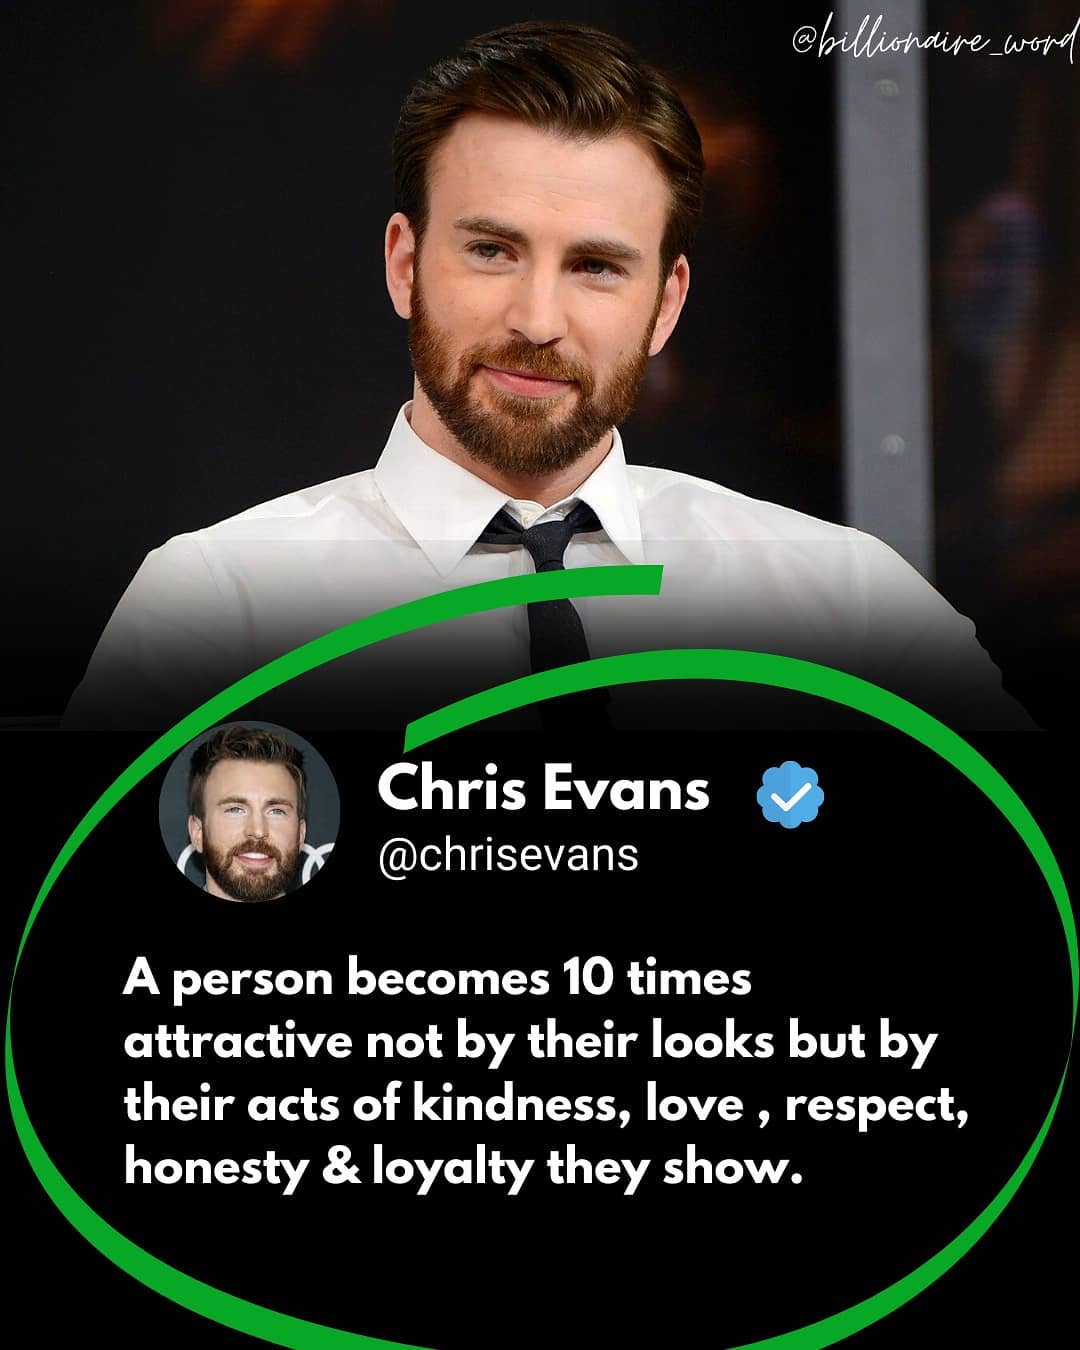 @billionaire_word
Chris Evans
@chrisevans
A person becomes 10 times
attractive not by their looks but by
their acts of kindness, love , respect,
honesty & loyalty they show.